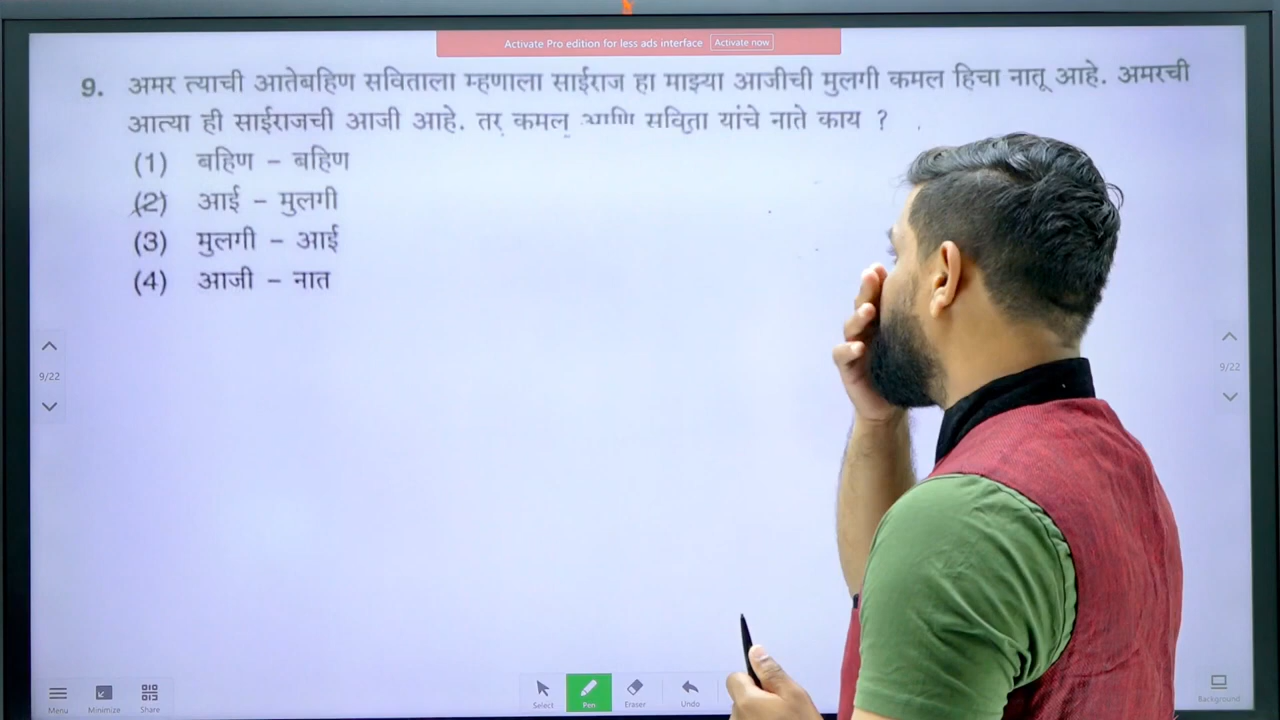 Activate Pro edition for less ads interface Activate now
9. अमर त्याची आतेबहिण सविताला म्हणाला साईराज हा माझ्या आजीची मुलगी कमल हिचा नातू आहे. अमरची
आत्या ही साईराजची आजी आहे. तर कमल आणि सविता यांचे नाते काय ?
(1) बहिण – बहिण
(2) आई – मुलगी
(3) मुलगी – आई
(4) आजी – नात
9/22
9/22
Menu Minimize Share Select Pen Eraser Undo Background